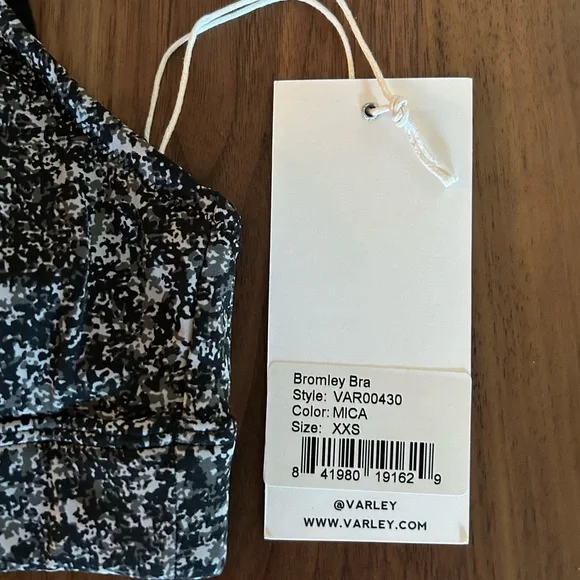 Bromley Bra
Style: VAR00430
Color: MICA
Size: XXS
8 41980 19162 9
@VARLEY
WWW.VARLEY.COM